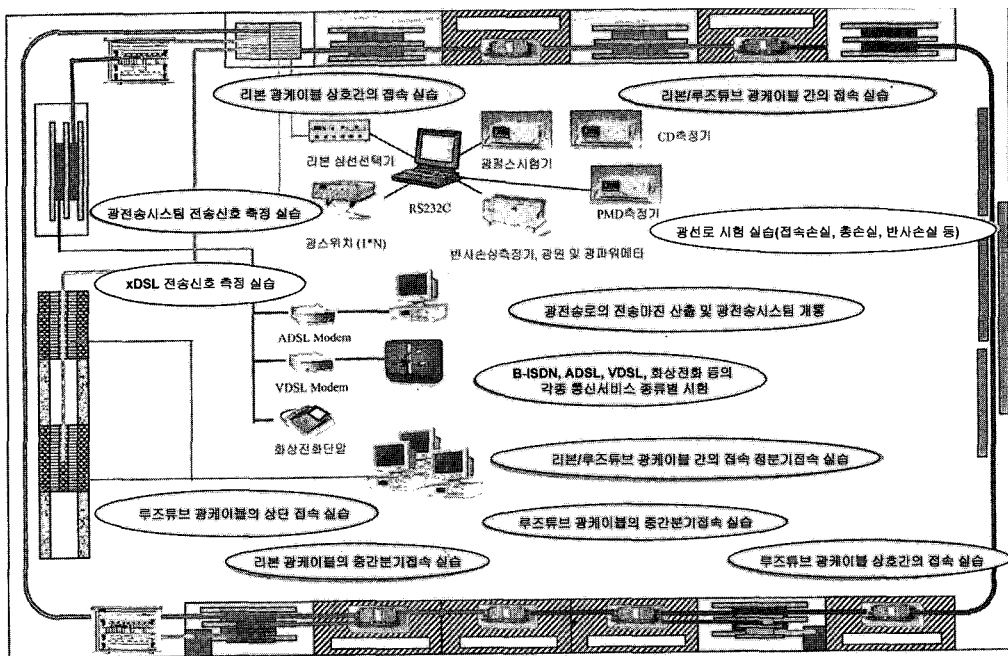 리본 광케이블 상호간의 접속 실습
리본/루즈튜브 광케이블 간의 접속 실습
리본 심선선택기
광펄스시험기
CD측정기
RS232C
PMD측정기
광전송시스템 전송신호 측정 실습
광스위치 (1*N)
반사손상측정기, 광원 및 광파워메타
광선로 시험 실습(접속손실, 총손실, 반사손실 등)
xDSL 전송신호 측정 실습
ADSL Modem
광전송로의 전송마진 산출 및 광전송시스템 개통
VDSL Modem
B-ISDN, ADSL, VDSL, 화상전화 등의
각종 통신서비스 종류별 시험
화상전화단말
리본/루즈튜브 광케이블 간의 접속 접분기접속 실습
루즈튜브 광케이블의 상단 접속 실습
루즈튜브 광케이블의 중간분기접속 실습
리본 광케이블의 중간분기접속 실습
루즈튜브 광케이블 상호간의 접속 실습